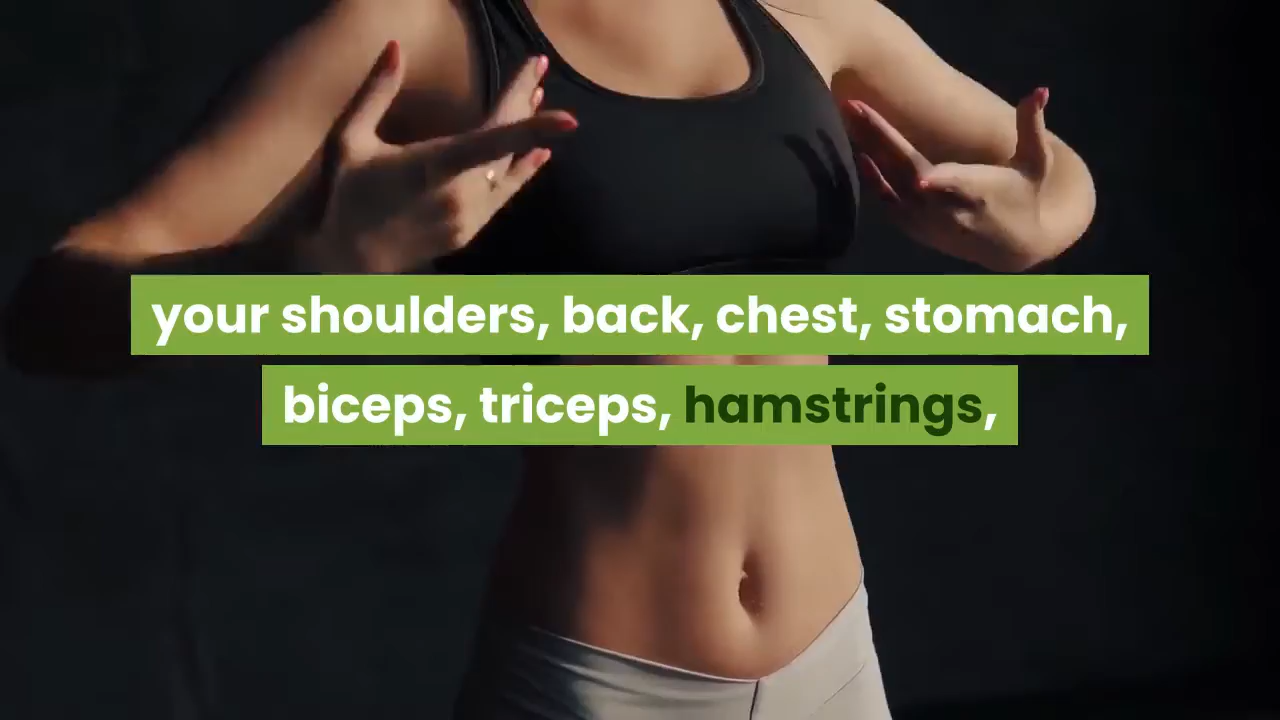 your shoulders, back, chest, stomach,
biceps, triceps, hamstrings,